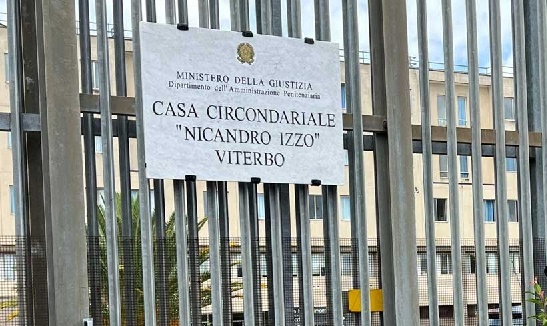 MINISTERO DELLA GIUSTIZIA
Dipartimento dell'Amministrazione Penitenziaria
CASA CIRCONDARIALE
"NICANDRO IZZO"
VITERBO